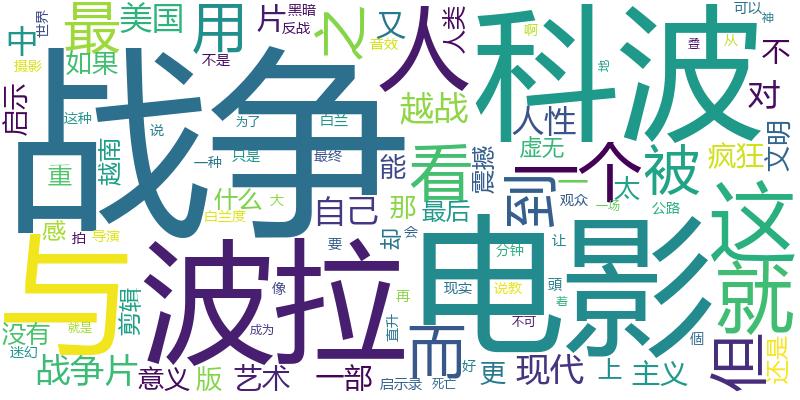 战争
科波
与
波拉
电影
这
就
一个
人
看
到
被
最
用
之
又
片
黑暗
反战
美国
中
世界
摄影
如果
启示
这种
说
不是
越南
重
一种
为了
白兰
只是
最终
能
音效
人类
啊
叠
从
可以
神
不
对
越战
人性
震撼
虚无
疯狂
文明
一
太
观众
一场
公路
什么
白兰度
大
自己
那
最后
感
拍
导演
要
却
会
分钟
让
没有
迷幻
就是
剪辑
像
成为
再
直升
现实
说教
頭
着
不可
個
但
还是
战争片
意义
版
艺术
一部
而
启示录
死亡
好
更
现代
上
主义